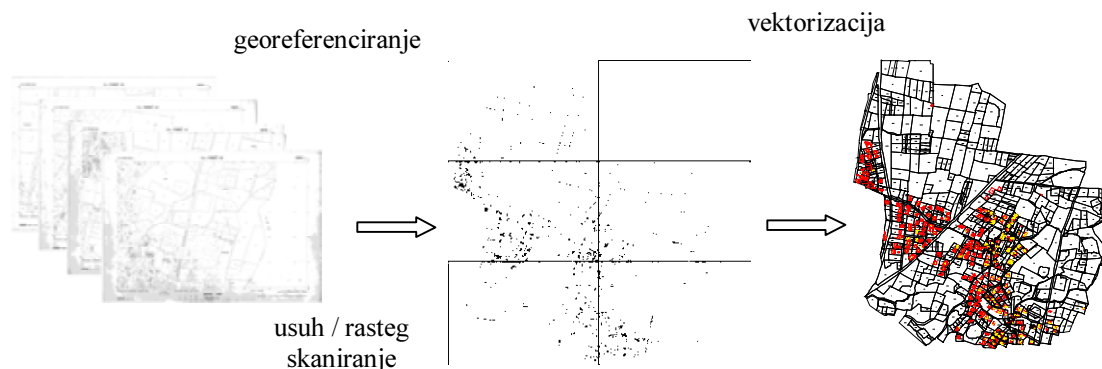 georeferenciranje
vektorizacija
usuh / rasteg
skaniranje